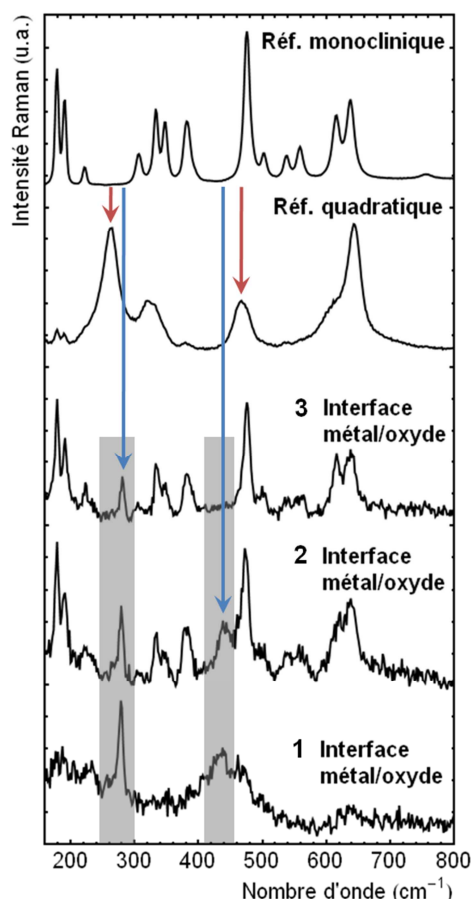 Intensité Raman (u.a.)
Réf. monoclinique
Réf. quadratique
3 Interface
métal/oxyde
2 Interface
métal/oxyde
1 Interface
métal/oxyde
200 300 400 500 600 700 800
Nombre d'onde (cm⁻¹)